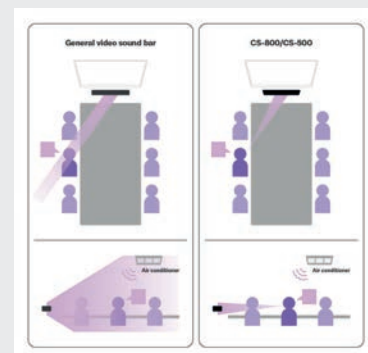 General video sound bar
CS-800/CS-500
Air conditioner
Air conditioner